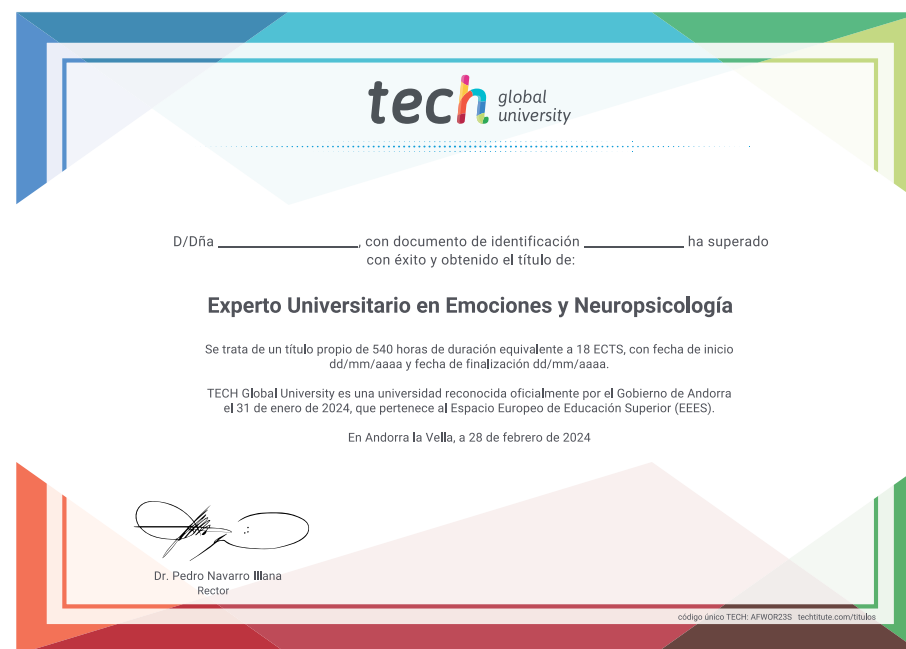 tech global university
D/Dña ____________________, con documento de identificación ______________ ha superado
con éxito y obtenido el título de:
Experto Universitario en Emociones y Neuropsicología
Se trata de un título propio de 540 horas de duración equivalente a 18 ECTS, con fecha de inicio
dd/mm/aaaa y fecha de finalización dd/mm/aaaa.
TECH Global University es una universidad reconocida oficialmente por el Gobierno de Andorra
el 31 de enero de 2024, que pertenece al Espacio Europeo de Educación Superior (EEES).
En Andorra la Vella, a 28 de febrero de 2024
Dr. Pedro Navarro Illana
Rector
código único TECH: AFWOR23S techtitute.com/titulos